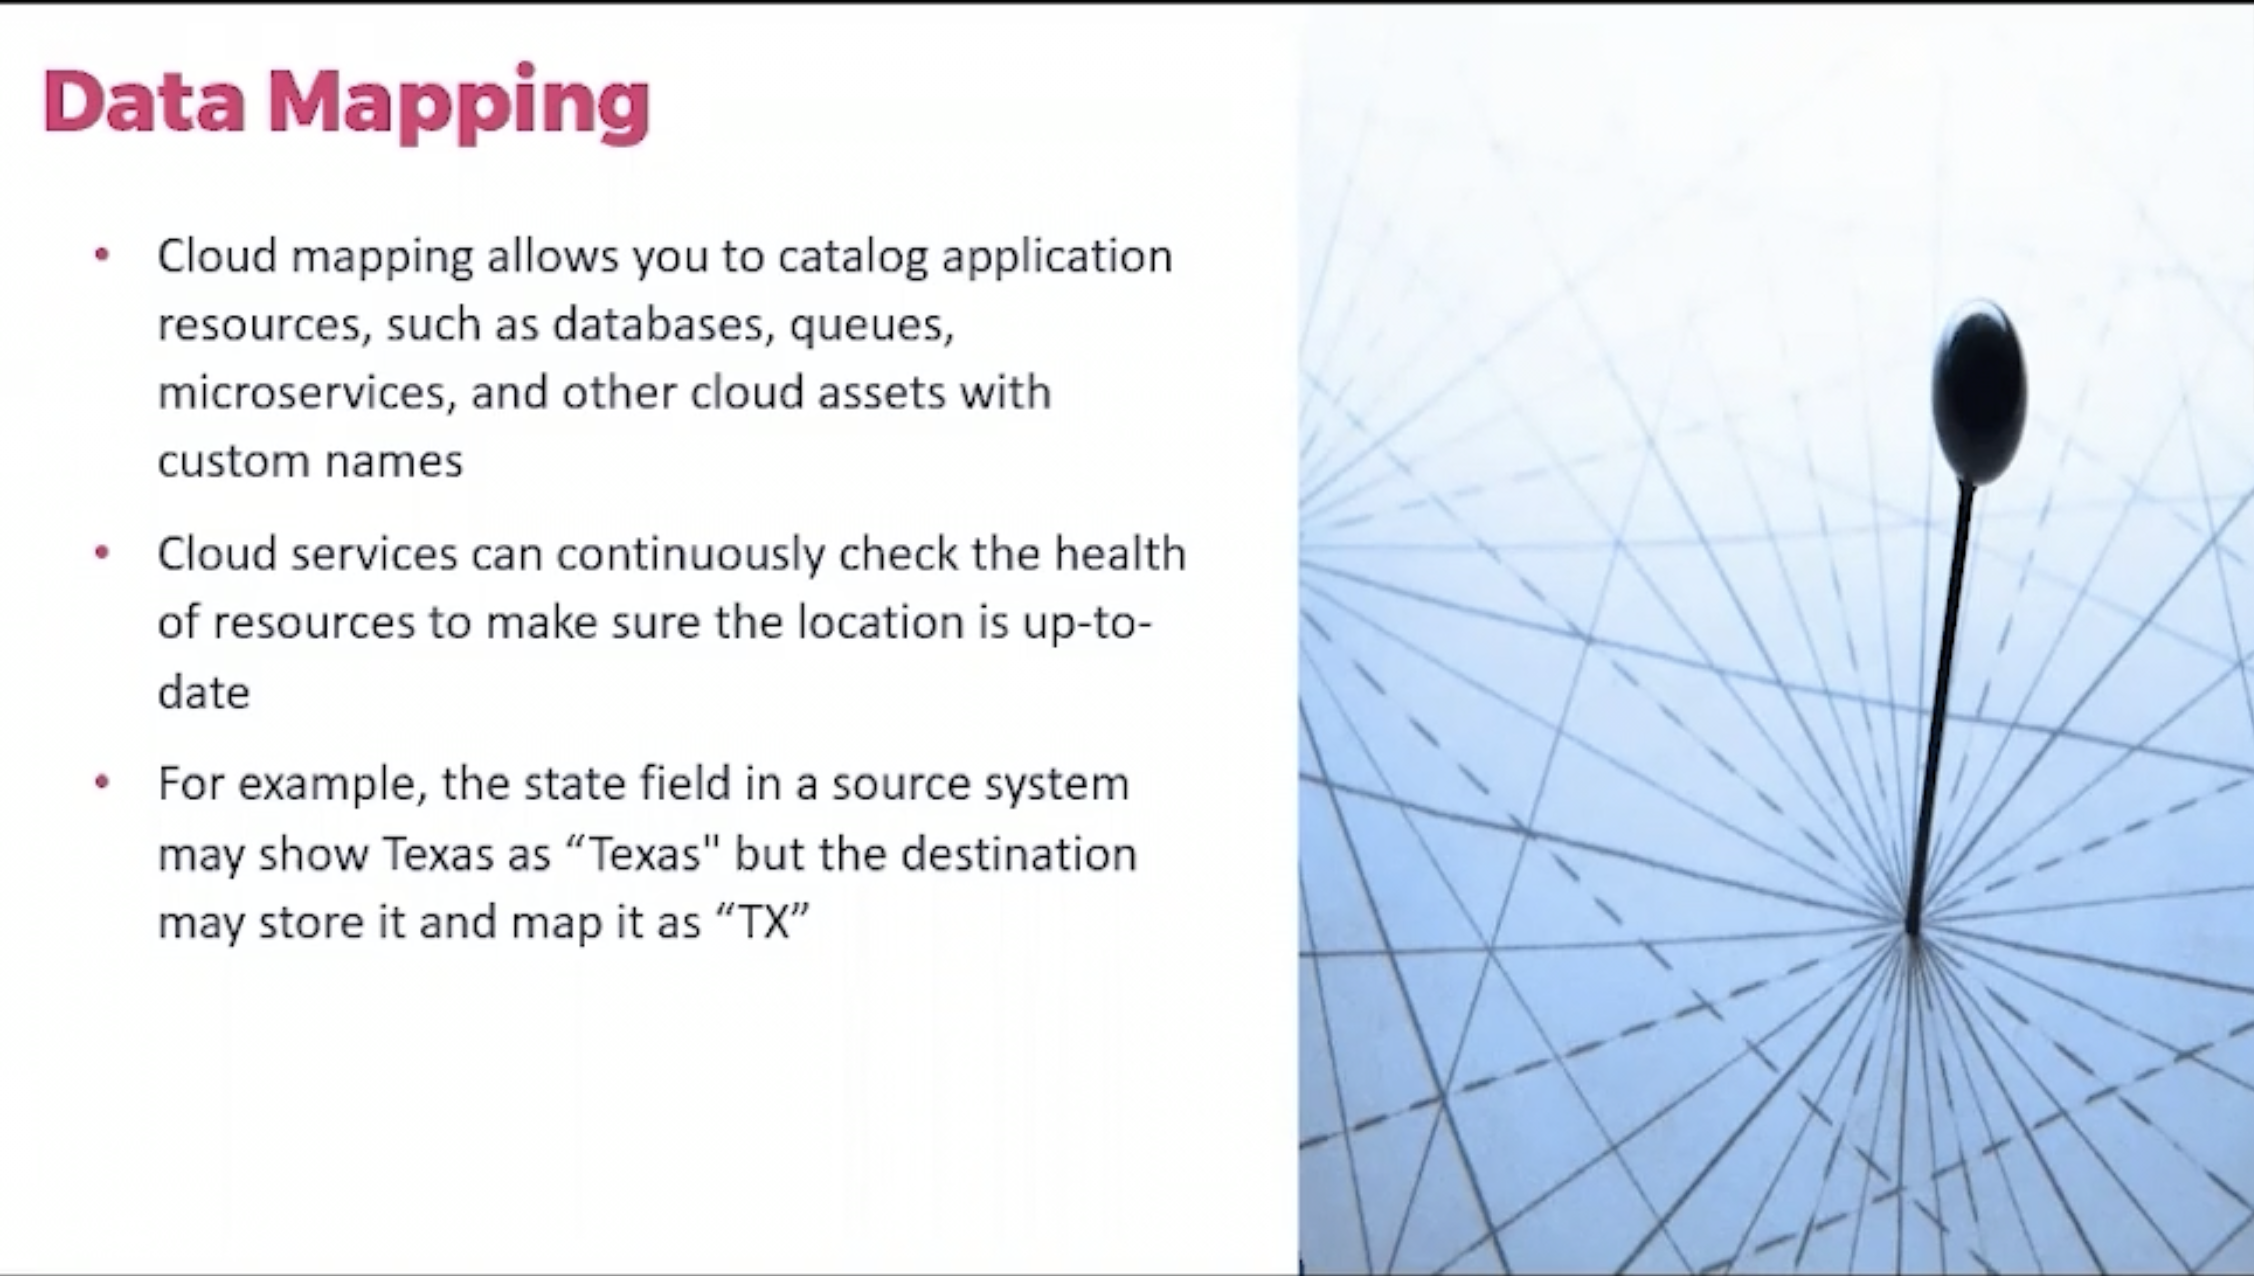 Data Mapping
• Cloud mapping allows you to catalog application
resources, such as databases, queues,
microservices, and other cloud assets with
custom names
• Cloud services can continuously check the health
of resources to make sure the location is up-to-
date
• For example, the state field in a source system
may show Texas as “Texas" but the destination
may store it and map it as “TX”